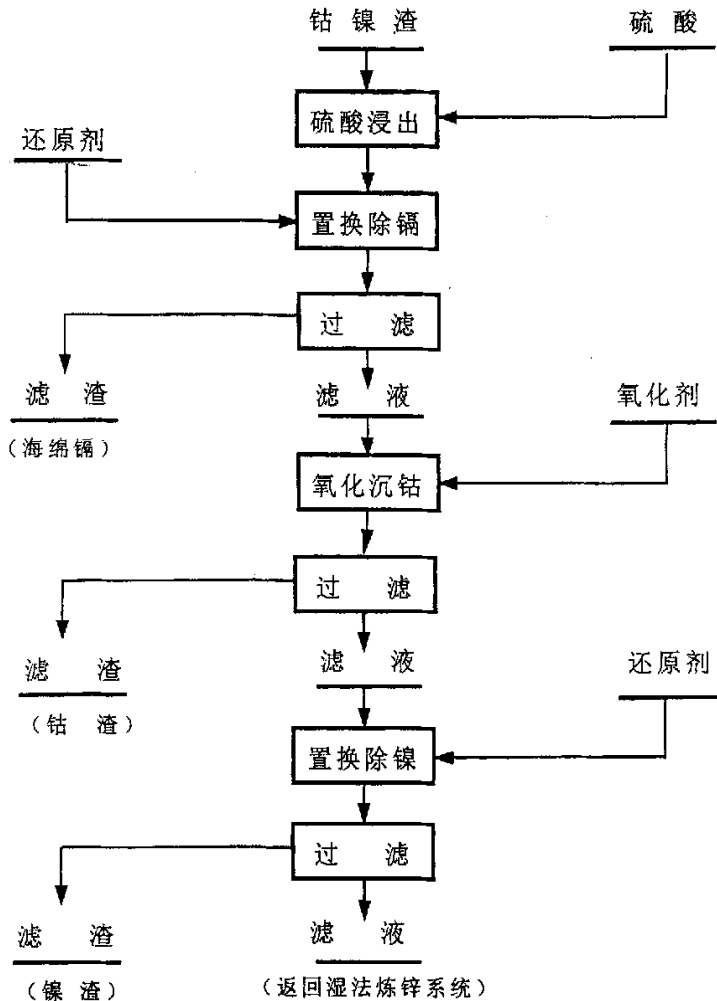 钴镍渣
硫酸
硫酸浸出
还原剂
置换除镉
过滤
滤渣
(海绵镉)
滤液
氧化剂
氧化沉钴
过滤
滤渣
(钴渣)
滤液
还原剂
置换除镍
过滤
滤渣
(镍渣)
滤液
(返回湿法炼锌系统)